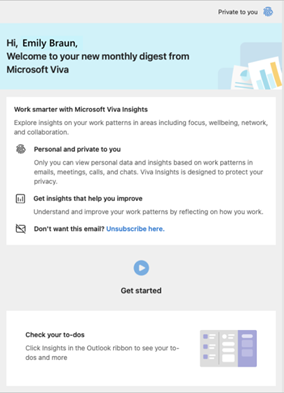 Private to you
Hi, Emily Braun,
Welcome to your new monthly digest from
Microsoft Viva
Work smarter with Microsoft Viva Insights
Explore insights on your work patterns in areas including focus, wellbeing, network,
and collaboration.
Personal and private to you
Only you can view personal data and insights based on work patterns in
emails, meetings, calls, and chats. Viva Insights is designed to protect your
privacy.
Get insights that help you improve
Understand and improve your work patterns by reflecting on how you work.
Don't want this email? Unsubscribe here.
Get started
Check your to-dos
Click Insights in the Outlook ribbon to see your to-
dos and more